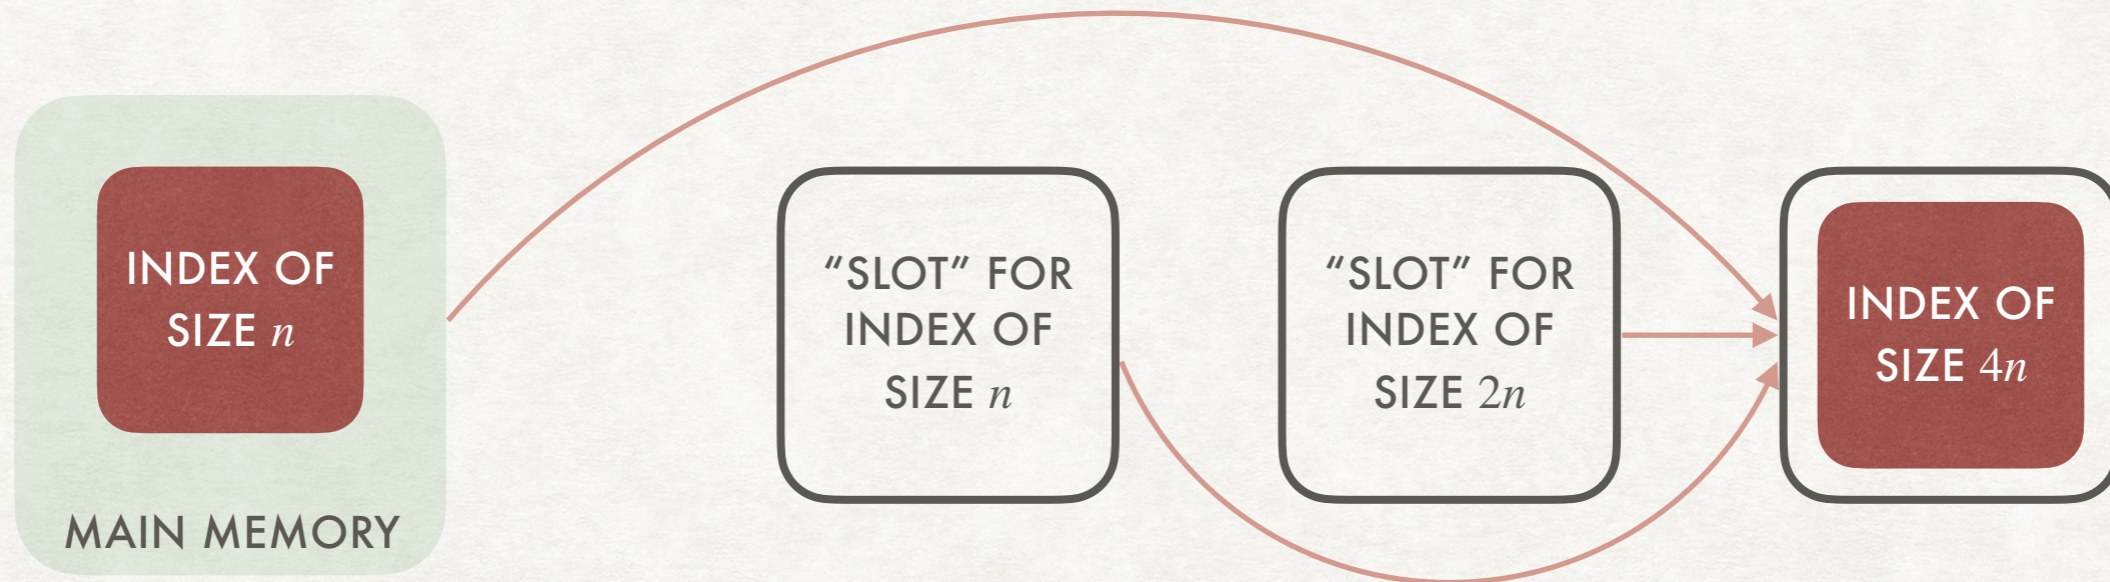 INDEX OF
SIZE n
MAIN MEMORY
“SLOT” FOR
INDEX OF
SIZE n
“SLOT” FOR
INDEX OF
SIZE 2n
INDEX OF
SIZE 4n